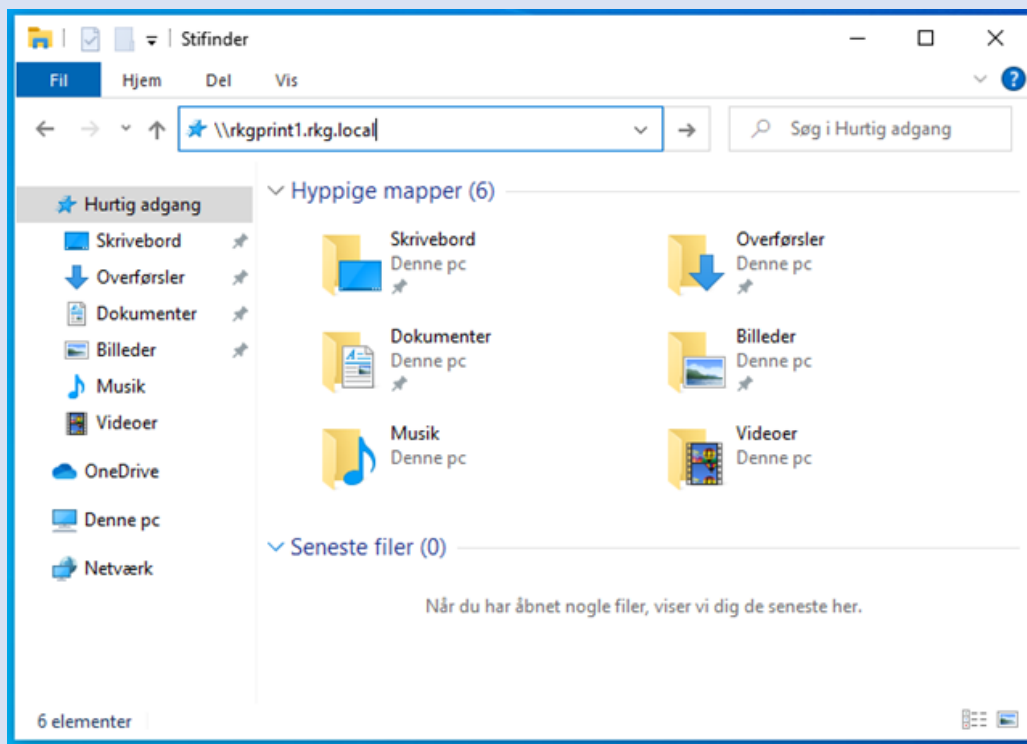 Stifinder
Fil Hjem Del Vis
\\rkgprint1.rkg.local
Søg i Hurtig adgang
Hurtig adgang
Skrivebord
Overførsler
Dokumenter
Billeder
Musik
Videoer
OneDrive
Denne pc
Netværk
Hyppige mapper (6)
Skrivebord
Denne pc
Overførsler
Denne pc
Dokumenter
Denne pc
Billeder
Denne pc
Musik
Denne pc
Videoer
Denne pc
Seneste filer (0)
Når du har åbnet nogle filer, viser vi dig de seneste her.
6 elementer